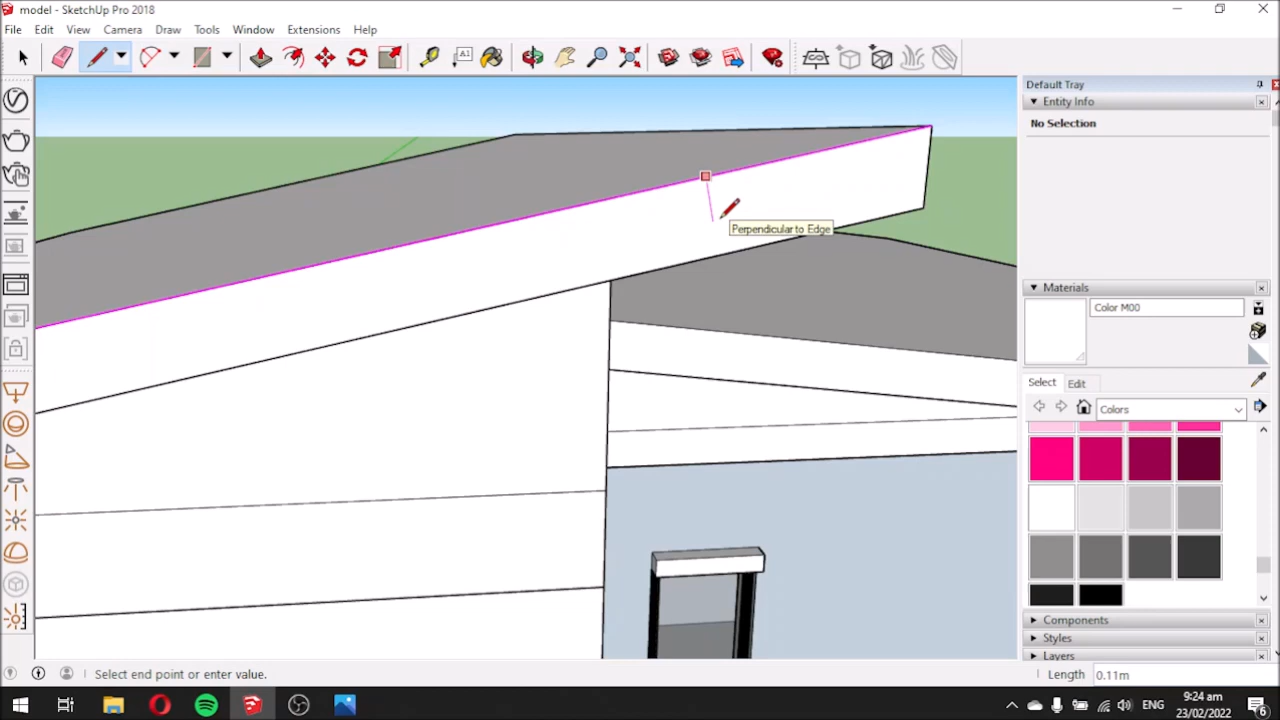 model - SketchUp Pro 2018
File Edit View Camera Draw Tools Window Extensions Help
A1
Default Tray
Entity Info
No Selection
Perpendicular to Edge
Materials
Color M00
Select Edit
Colors
Components
Styles
Layers
Select end point or enter value.
Length 0.11m
ENG
9:24 am
23/02/2022
6